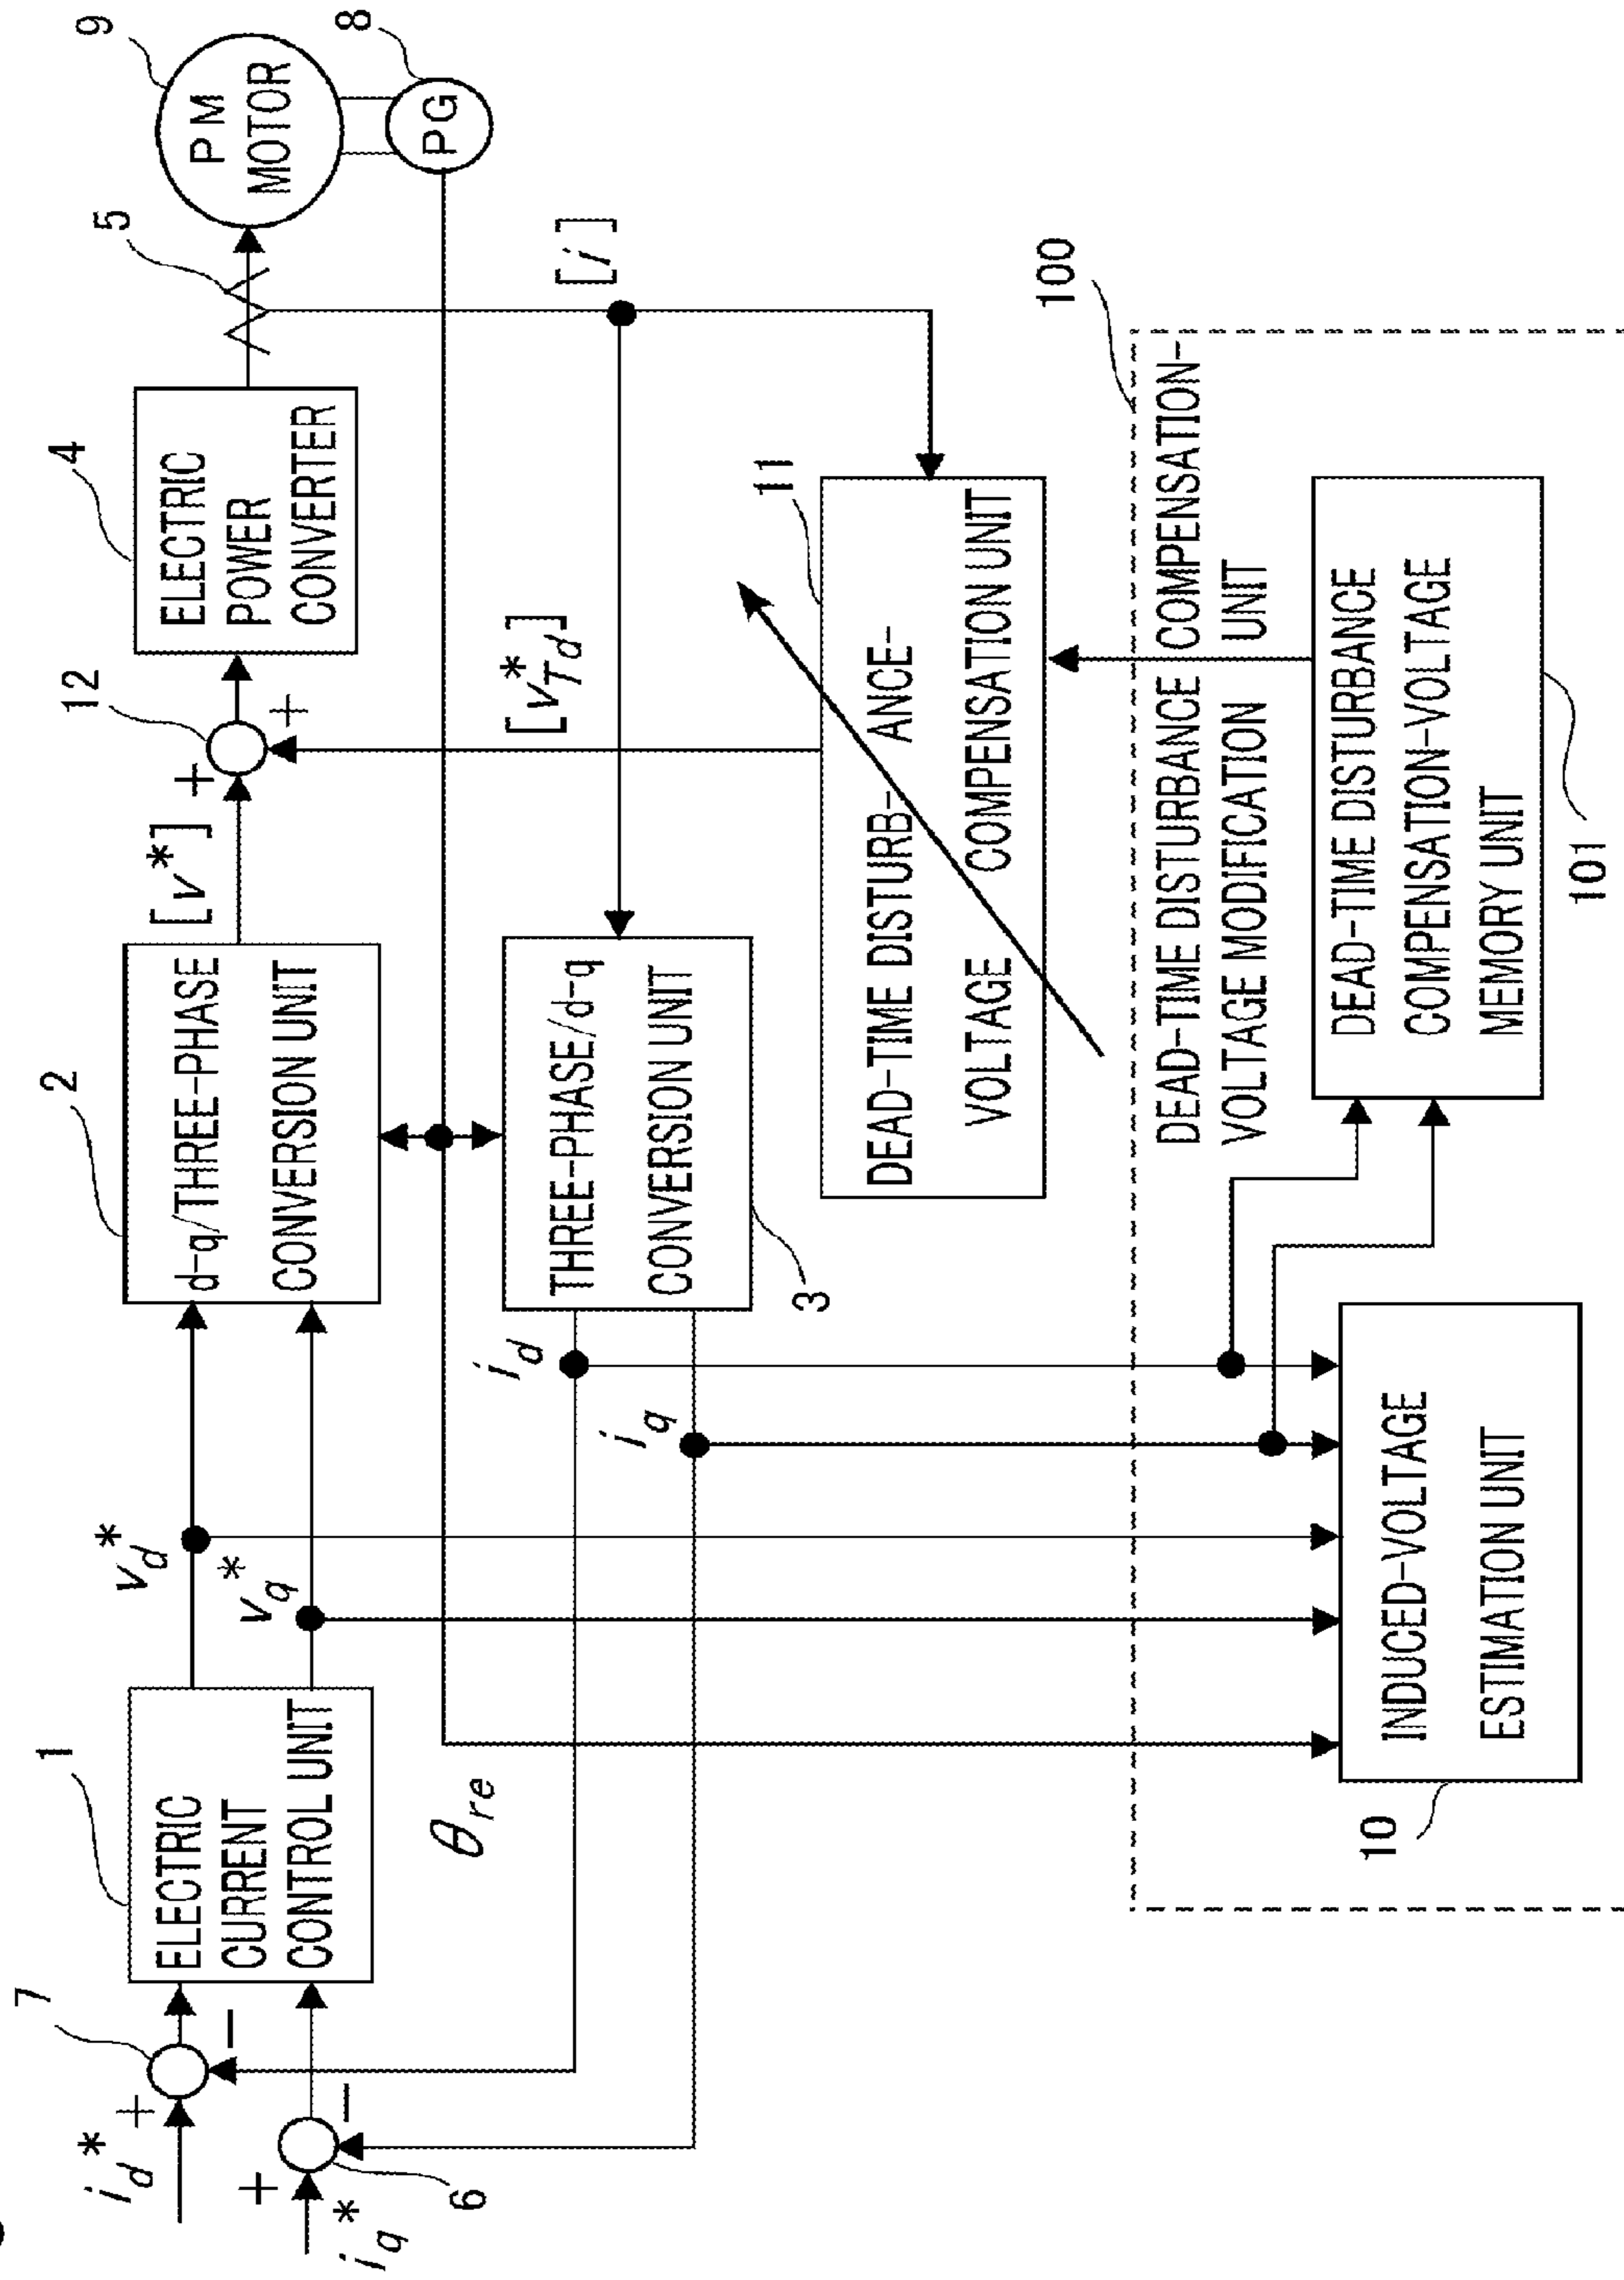 7
i_d^*
+
−
1
ELECTRIC
CURRENT
CONTROL UNIT
v_d^*
v_q^*
2
d-q/THREE-PHASE
CONVERSION UNIT
[v^*]
+
12
+
4
ELECTRIC
POWER
CONVERTER
5
9
PM
MOTOR
8
PG
i_q^*
+
−
6
θ_re
i_d
i_q
THREE-PHASE/d-q
CONVERSION UNIT
3
[v_Td^*]
[i]
11
DEAD-TIME DISTURB-ANCE-
VOLTAGE COMPENSATION UNIT
100
DEAD-TIME DISTURBANCE COMPENSATION-
VOLTAGE MODIFICATION UNIT
10
INDUCED-VOLTAGE
ESTIMATION UNIT
DEAD-TIME DISTURBANCE
COMPENSATION-VOLTAGE
MEMORY UNIT
101